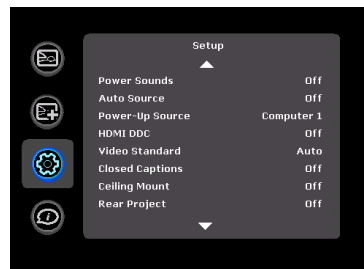 Setup
Power Sounds Off
Auto Source Off
Power-Up Source Computer 1
HDMI DDC Off
Video Standard Auto
Closed Captions Off
Ceiling Mount Off
Rear Project Off
i